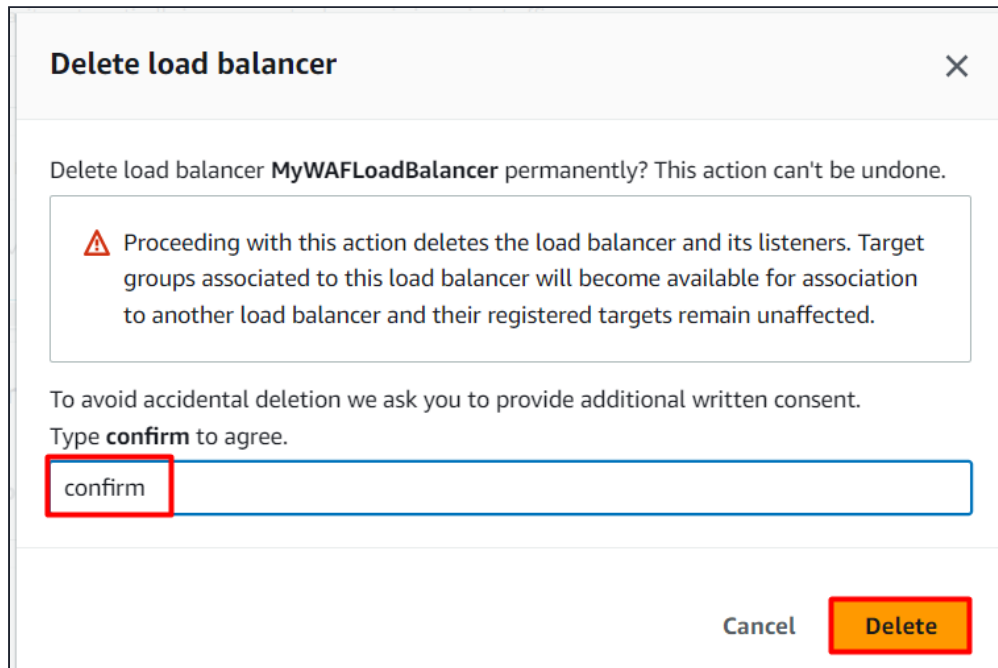 Delete load balancer
Delete load balancer MyWAFLoadBalancer permanently? This action can't be undone.
Proceeding with this action deletes the load balancer and its listeners. Target
groups associated to this load balancer will become available for association
to another load balancer and their registered targets remain unaffected.
To avoid accidental deletion we ask you to provide additional written consent.
Type confirm to agree.
confirm
Cancel
Delete